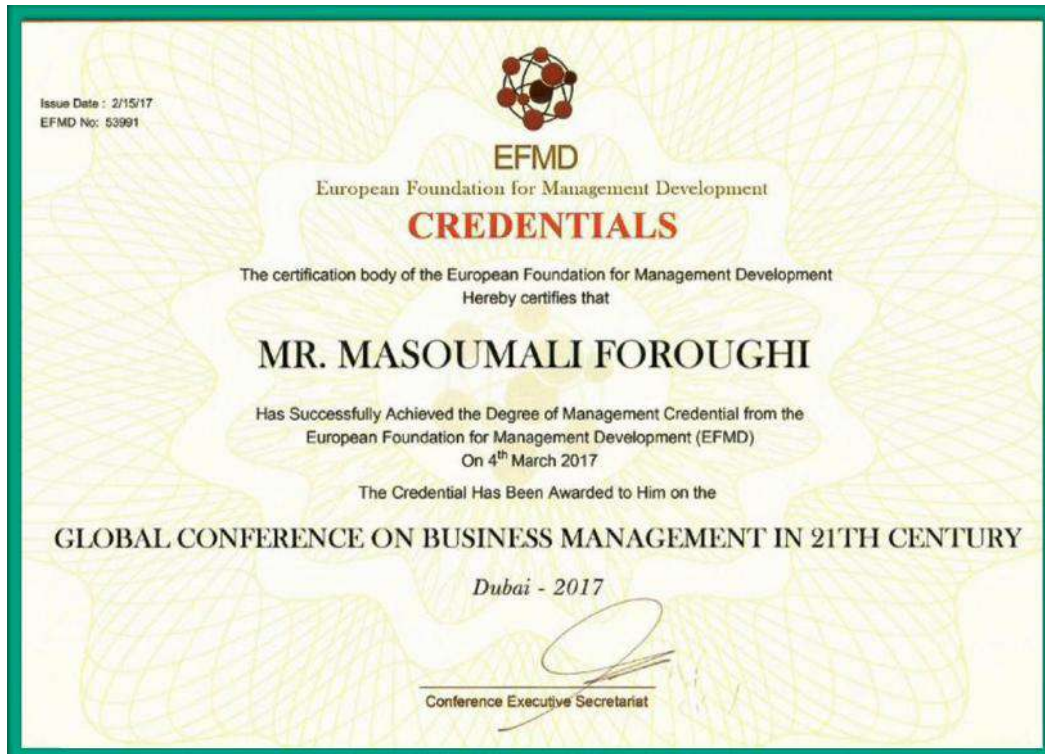 Issue Date : 2/15/17
EFMD No: 53991
EFMD
European Foundation for Management Development
CREDENTIALS
The certification body of the European Foundation for Management Development
Hereby certifies that
MR. MASOUMALI FOROUGHI
Has Successfully Achieved the Degree of Management Credential from the
European Foundation for Management Development (EFMD)
On 4th March 2017
The Credential Has Been Awarded to Him on the
GLOBAL CONFERENCE ON BUSINESS MANAGEMENT IN 21TH CENTURY
Dubai - 2017
Conference Executive Secretariat